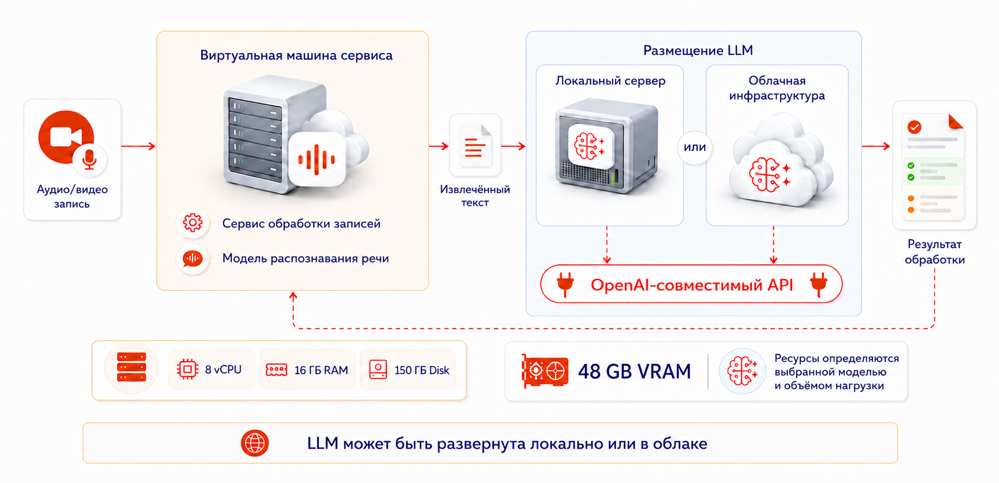 Виртуальная машина сервиса
Размещение LLM
Аудио/видео
запись
Сервис обработки записей
Модель распознавания речи
Извлечённый
текст
Локальный сервер
или
Облачная
инфраструктура
OpenAI-совместимый API
Результат
обработки
8 vCPU
16 ГБ RAM
150 ГБ Disk
48 GB VRAM
Ресурсы определяются
выбранной моделью
и объёмом нагрузки
LLM может быть развернута локально или в облаке